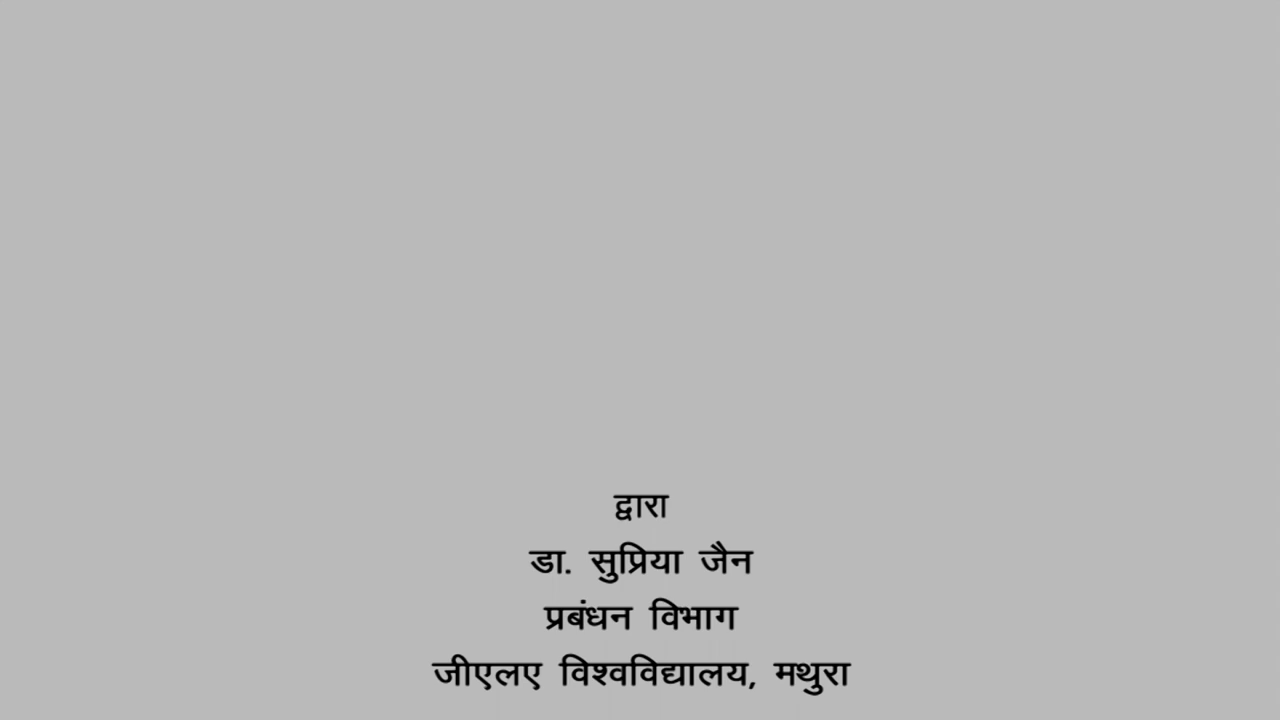 द्वारा
डा. सुप्रिया जैन
प्रबंधन विभाग
जीएलए विश्वविद्यालय, मथुरा